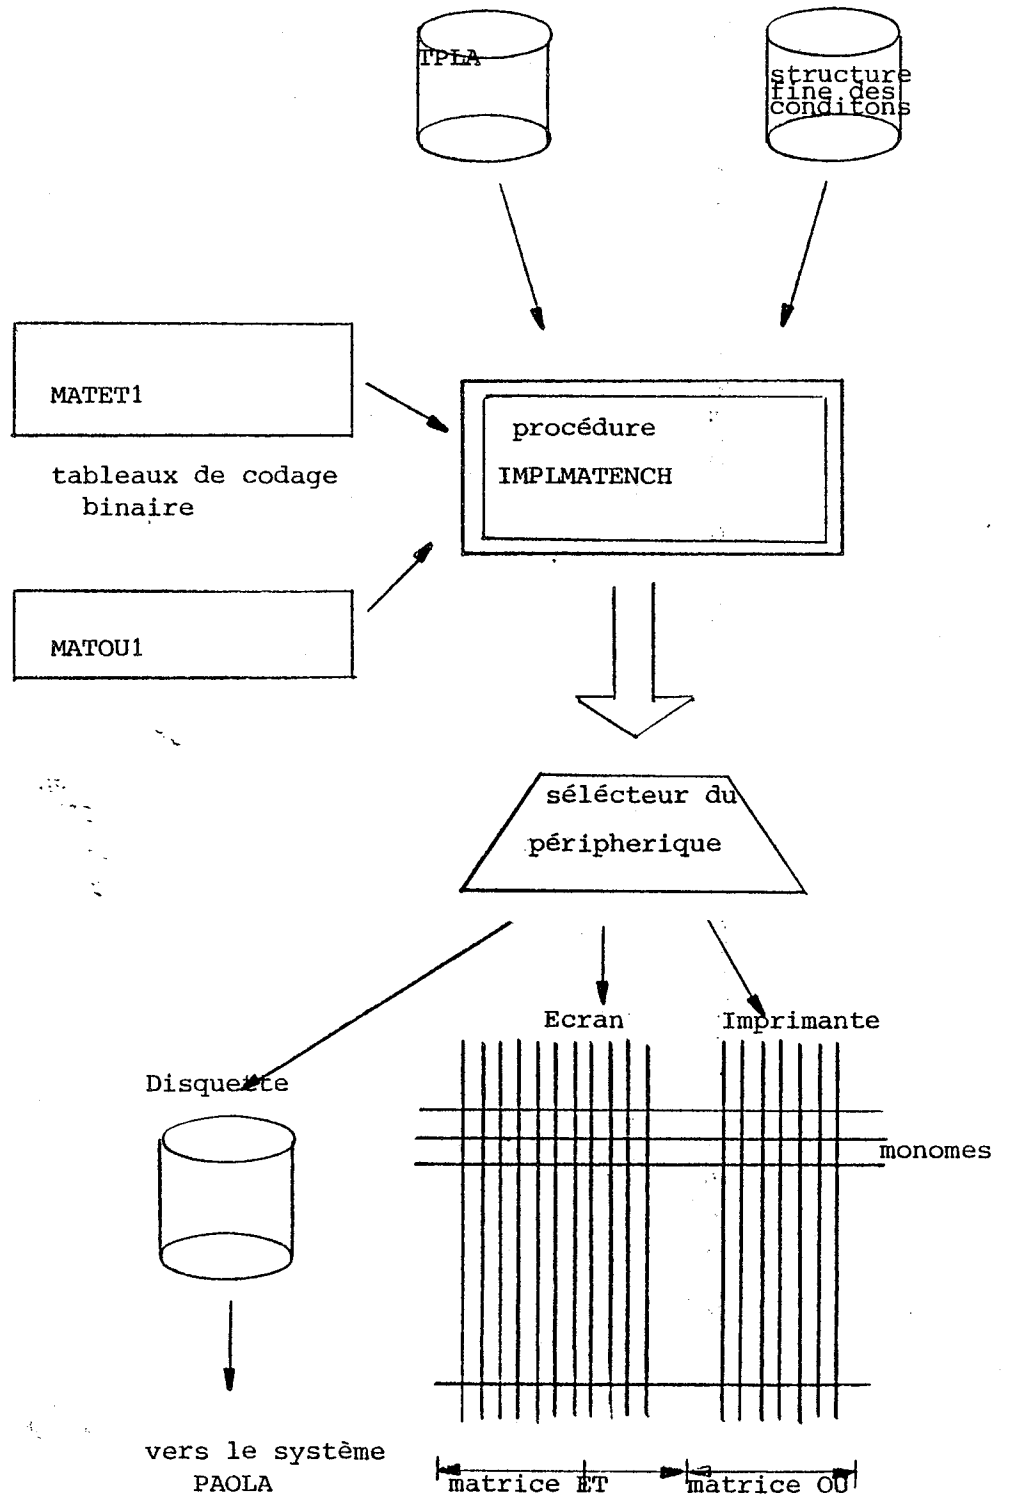 TPLA
structure
fine des
conditons
MATET1
procédure
IMPLMATENCH
tableaux de codage
binaire
MATOU1
sélécteur du
péripherique
Ecran
Imprimante
Disquette
monomes
vers le système
PAOLA
matrice ET
matrice OU